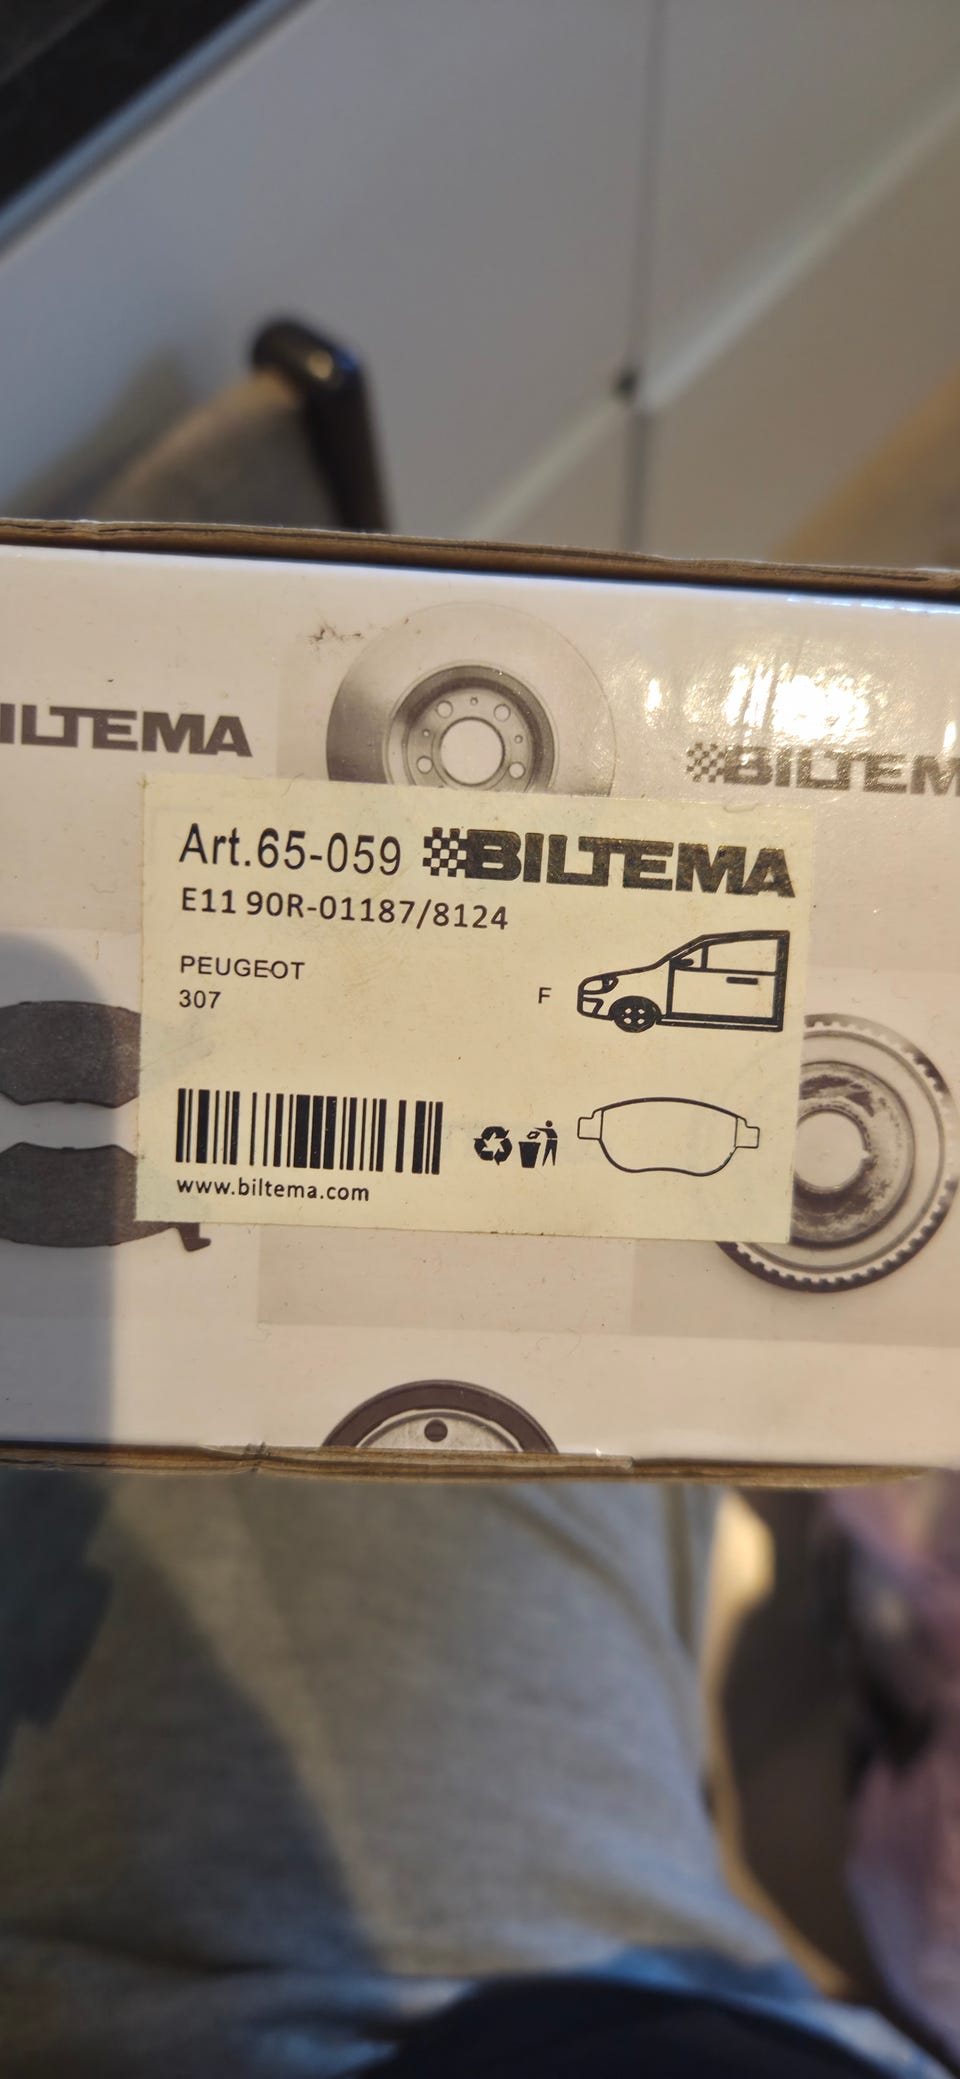 BILTEMA
BILTEM
Art.65-059 BILTEMA
E11 90R-01187/8124
PEUGEOT
307
F
www.biltema.com